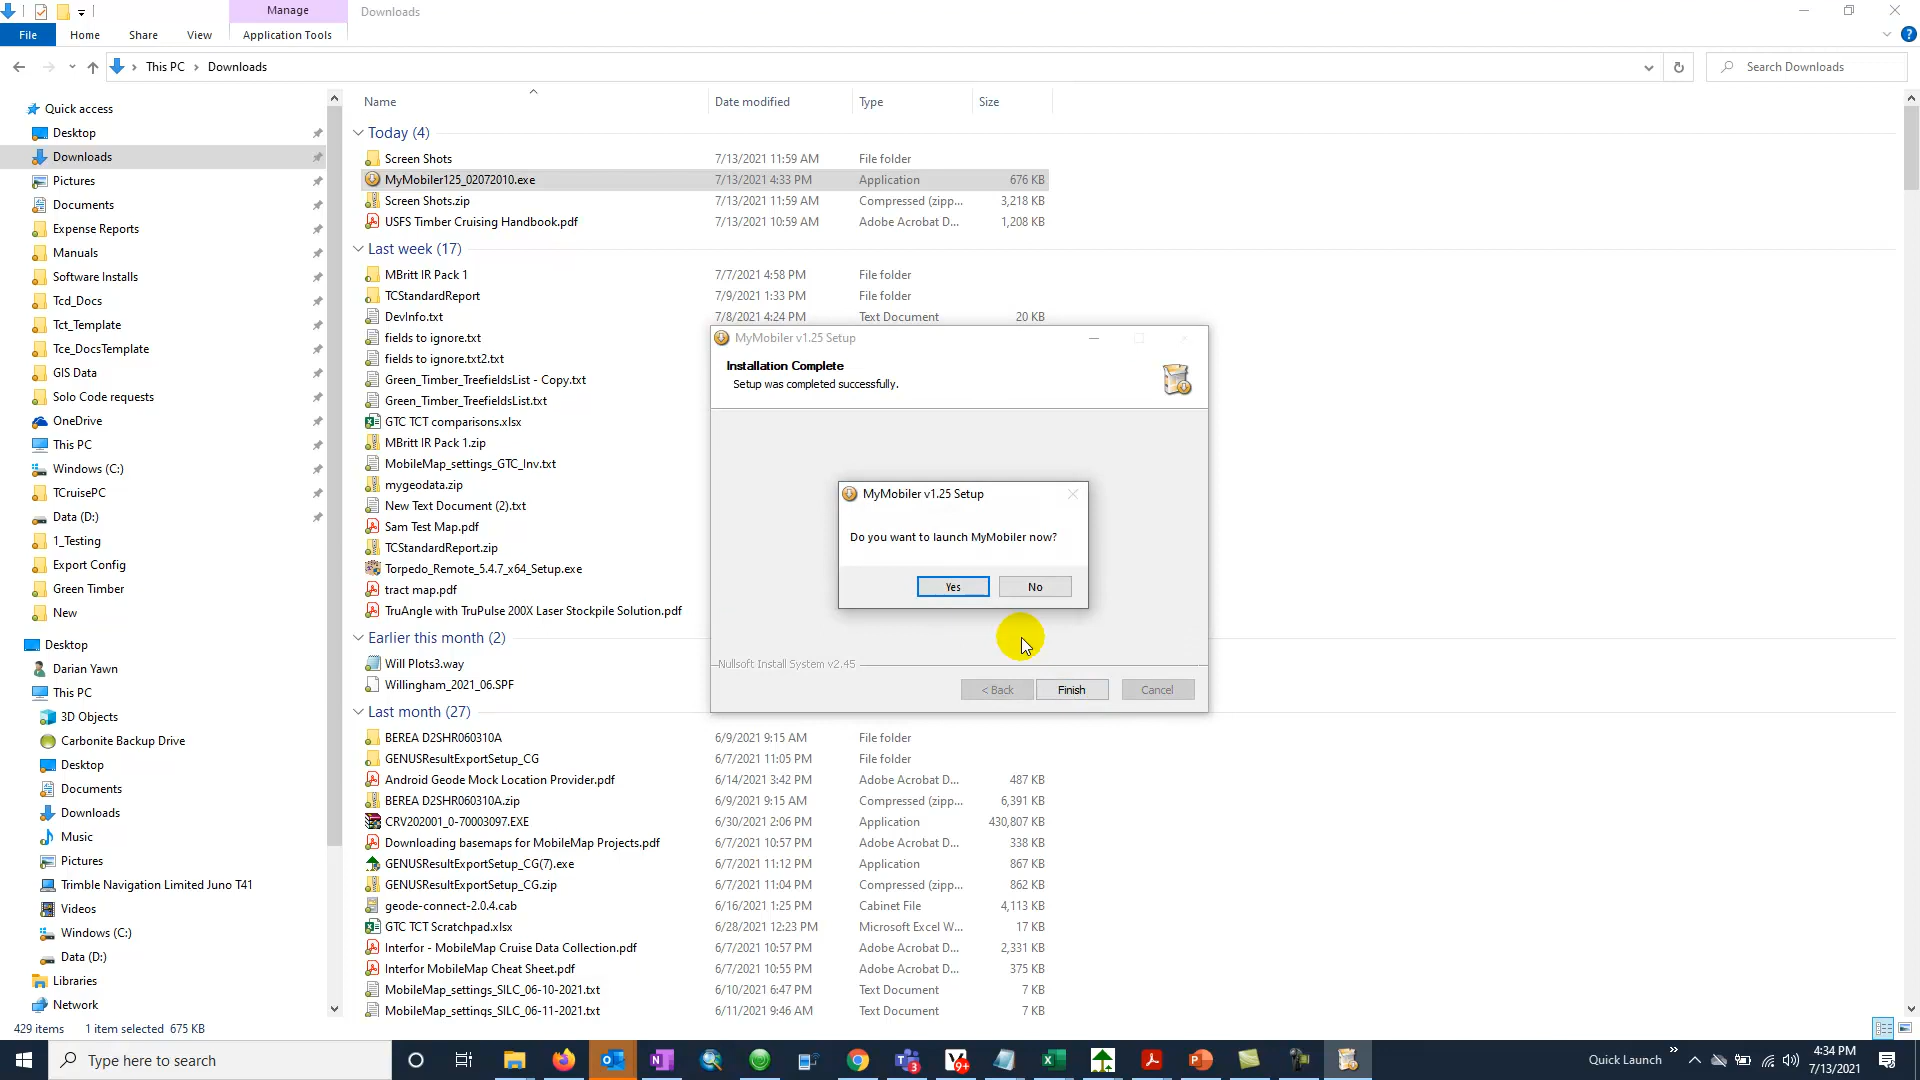 Manage
Downloads
File
Home
Share
View
Application Tools
This PC
Downloads
Search Downloads
Name
Date modified
Type
Size
Quick access
Desktop
Downloads
Pictures
Documents
Expense Reports
Manuals
Software Installs
Tcd_Docs
Tct_Template
Tce_DocsTemplate
GIS Data
Solo Code requests
OneDrive
This PC
Windows (C:)
TCruisePC
Data (D:)
1_Testing
Export Config
Green Timber
New
Desktop
Darian Yawn
This PC
3D Objects
Carbonite Backup Drive
Desktop
Documents
Downloads
Music
Pictures
Trimble Navigation Limited Juno T41
Videos
Windows (C:)
Data (D:)
Libraries
Network
Today (4)
Screen Shots 7/13/2021 11:59 AM File folder
MyMobiler125_02072010.exe 7/13/2021 4:33 PM Application 676 KB
Screen Shots.zip 7/13/2021 11:59 AM Compressed (zipp... 3,218 KB
USFS Timber Cruising Handbook.pdf 7/13/2021 10:59 AM Adobe Acrobat D... 1,208 KB
Last week (17)
MBritt IR Pack 1 7/7/2021 4:58 PM File folder
TCStandardReport 7/9/2021 1:33 PM File folder
DevInfo.txt 7/8/2021 4:24 PM Text Document 20 KB
fields to ignore.txt
fields to ignore.txt2.txt
Green_Timber_TreefieldsList - Copy.txt
Green_Timber_TreefieldsList.txt
GTC TCT comparisons.xlsx
MBritt IR Pack 1.zip
MobileMap_settings_GTC_Inv.txt
mygeodata.zip
New Text Document (2).txt
Sam Test Map.pdf
TCStandardReport.zip
Torpedo_Remote_5.4.7_x64_Setup.exe
tract map.pdf
TruAngle with TruPulse 200X Laser Stockpile Solution.pdf
Earlier this month (2)
Will Plots3.way
Willingham_2021_06.SPF
Last month (27)
BEREA D2SHR060310A 6/9/2021 9:15 AM File folder
GENUSResultExportSetup_CG 6/7/2021 11:05 PM File folder
Android Geode Mock Location Provider.pdf 6/14/2021 3:42 PM Adobe Acrobat D... 487 KB
BEREA D2SHR060310A.zip 6/9/2021 9:15 AM Compressed (zipp... 6,391 KB
CRV202001_0-70003097.EXE 6/30/2021 2:06 PM Application 430,807 KB
Downloading basemaps for MobileMap Projects.pdf 6/7/2021 10:57 PM Adobe Acrobat D... 338 KB
GENUSResultExportSetup_CG(7).exe 6/7/2021 11:12 PM Application 867 KB
GENUSResultExportSetup_CG.zip 6/7/2021 11:04 PM Compressed (zipp... 862 KB
geode-connect-2.0.4.cab 6/16/2021 1:25 PM Cabinet File 4,113 KB
GTC TCT Scratchpad.xlsx 6/28/2021 12:23 PM Microsoft Excel W... 17 KB
Interfor - MobileMap Cruise Data Collection.pdf 6/7/2021 10:57 PM Adobe Acrobat D... 2,331 KB
Interfor MobileMap Cheat Sheet.pdf 6/7/2021 10:55 PM Adobe Acrobat D... 375 KB
MobileMap_settings_SILC_06-10-2021.txt 6/10/2021 6:47 PM Text Document 7 KB
MobileMap_settings_SILC_06-11-2021.txt 6/11/2021 9:46 AM Text Document 7 KB
MyMobiler v1.25 Setup
Installation Complete
Setup was completed successfully.
MyMobiler v1.25 Setup
Do you want to launch MyMobiler now?
Yes
No
Nullsoft Install System v2.45
< Back
Finish
Cancel
429 items
1 item selected 675 KB
Type here to search
Quick Launch
4:34 PM
7/13/2021